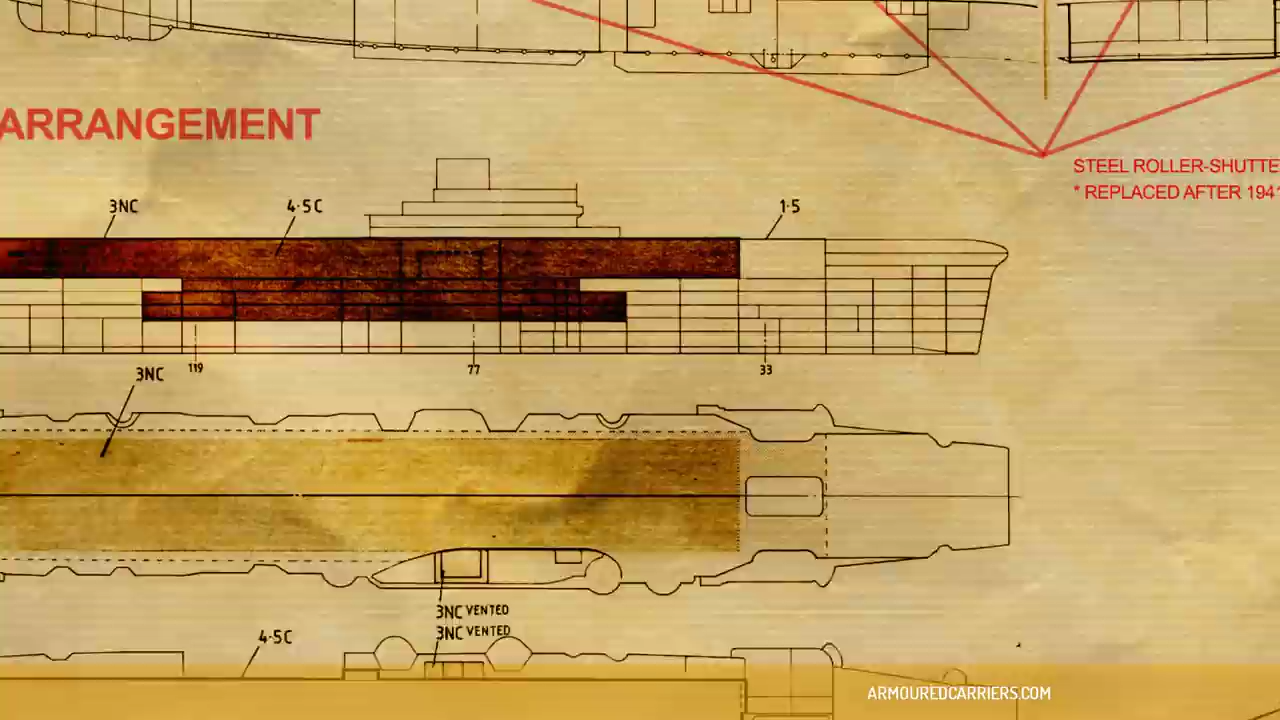 ARRANGEMENT
STEEL ROLLER-SHUTTE
* REPLACED AFTER 1941
3NC
4·5C
1·5
119
77
33
3NC
3NC VENTED
3NC VENTED
4·5C
ARMOUREDCARRIERS.COM